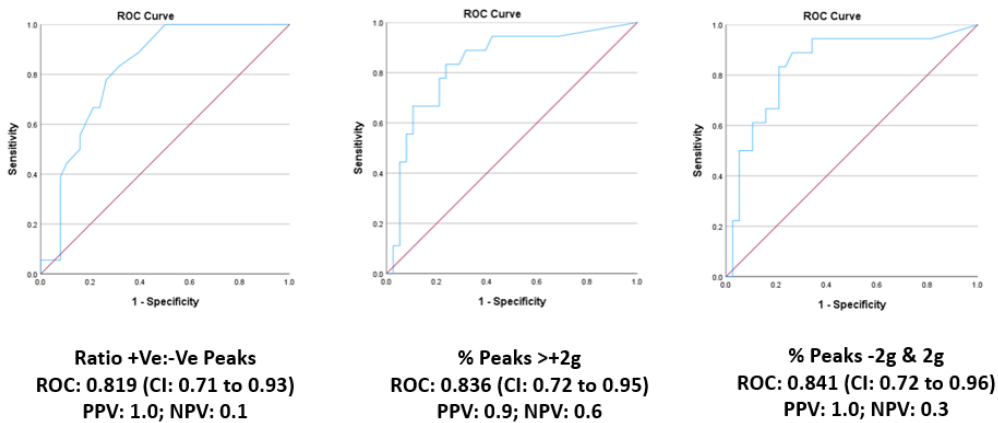 ROC Curve
1.0
0.8
0.6
0.4
0.2
0.0
Sensitivity
0.0 0.2 0.4 0.6 0.8 1.0
1 - Specificity
Ratio +Ve:-Ve Peaks
ROC: 0.819 (CI: 0.71 to 0.93)
PPV: 1.0; NPV: 0.1
ROC Curve
1.0
0.8
0.6
0.4
0.2
0.0
Sensitivity
0.0 0.2 0.4 0.6 0.8 1.0
1 - Specificity
% Peaks >+2g
ROC: 0.836 (CI: 0.72 to 0.95)
PPV: 0.9; NPV: 0.6
ROC Curve
1.0
0.8
0.6
0.4
0.2
0.0
Sensitivity
0.0 0.2 0.4 0.6 0.8 1.0
1 - Specificity
% Peaks -2g & 2g
ROC: 0.841 (CI: 0.72 to 0.96)
PPV: 1.0; NPV: 0.3